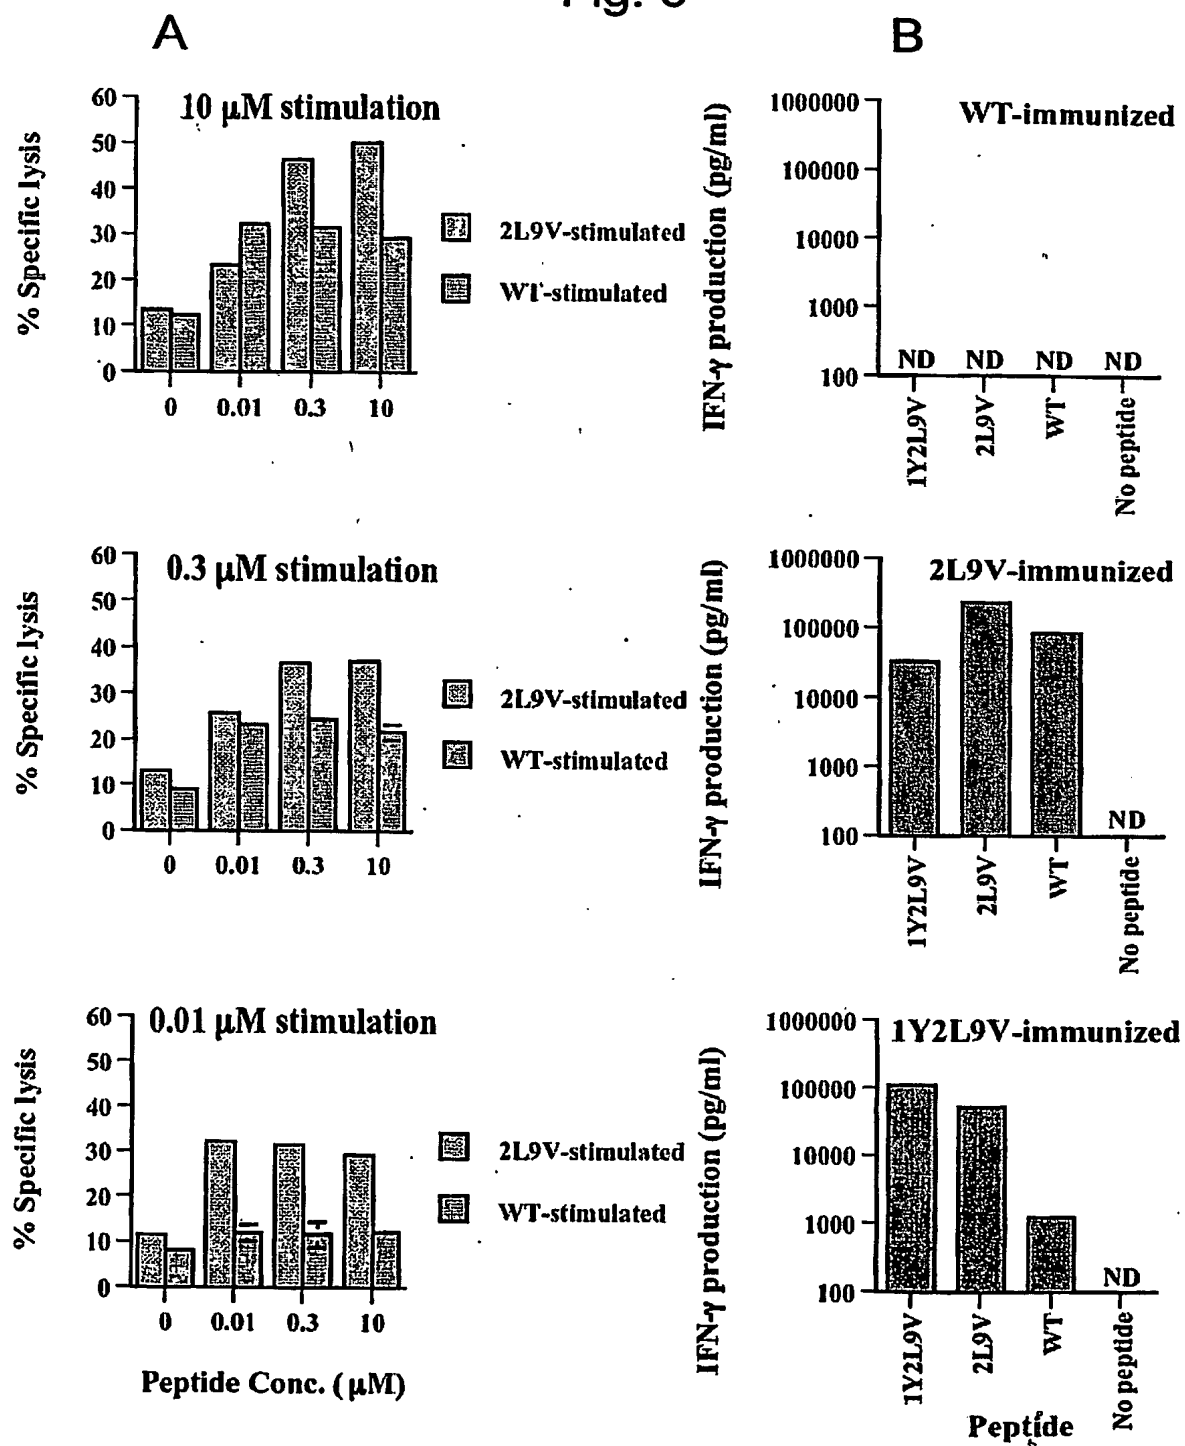 Fig.
A
B
10 µM stimulation
% Specific lysis
60
50
40
30
20
10
0
0 0.01 0.3 10
2L9V-stimulated
WT-stimulated
WT-immunized
IFN-γ production (pg/ml)
1000000
100000
10000
1000
100
ND ND ND ND
1Y2L9V
2L9V
WT
No peptide
0.3 µM stimulation
% Specific lysis
60
50
40
30
20
10
0
0 0.01 0.3 10
2L9V-stimulated
WT-stimulated
2L9V-immunized
IFN-γ production (pg/ml)
1000000
100000
10000
1000
100
ND
1Y2L9V
2L9V
WT
No peptide
0.01 µM stimulation
% Specific lysis
60
50
40
30
20
10
0
0 0.01 0.3 10
Peptide Conc. (µM)
2L9V-stimulated
WT-stimulated
1Y2L9V-immunized
IFN-γ production (pg/ml)
1000000
100000
10000
1000
100
ND
1Y2L9V
2L9V
WT
No peptide
Peptide